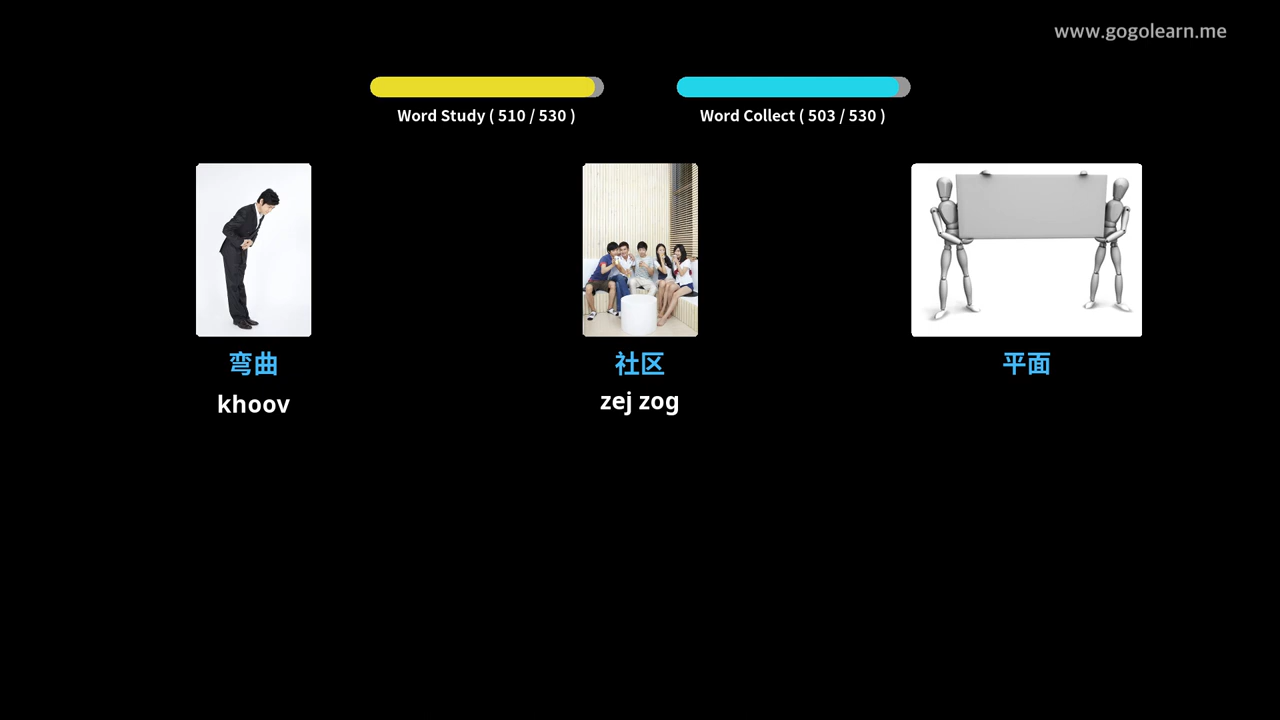 www.gogolearn.me
Word Study ( 510 / 530 )
Word Collect ( 503 / 530 )
弯曲
社区
平面
khoov
zej zog